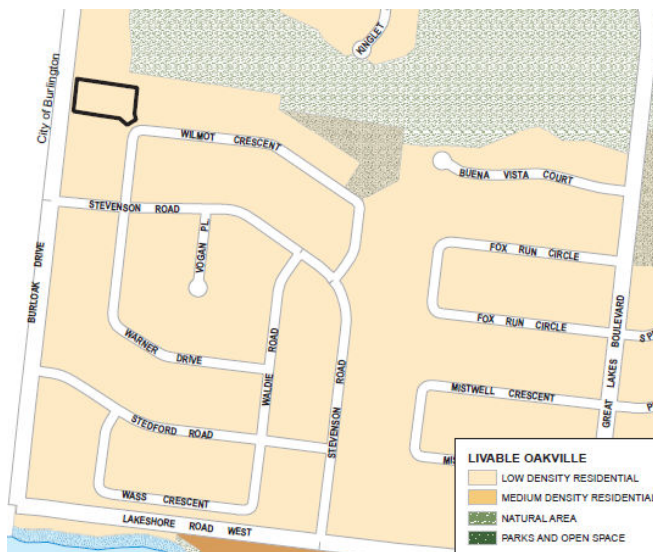 KINGLET
City of Burlington
WILMOT CRESCENT
BUENA VISTA COURT
STEVENSON ROAD
VOGAN PL.
FOX RUN CIRCLE
BURLOAK DRIVE
FOX RUN CIRCLE
WARNER DRIVE
WALDIE ROAD
STEVENSON ROAD
GREAT LAKES BOULEVARD
MISTWELL CRESCENT
STEDFORD ROAD
WASS CRESCENT
LAKESHORE ROAD WEST
LIVABLE OAKVILLE
LOW DENSITY RESIDENTIAL
MEDIUM DENSITY RESIDENTIAL
NATURAL AREA
PARKS AND OPEN SPACE